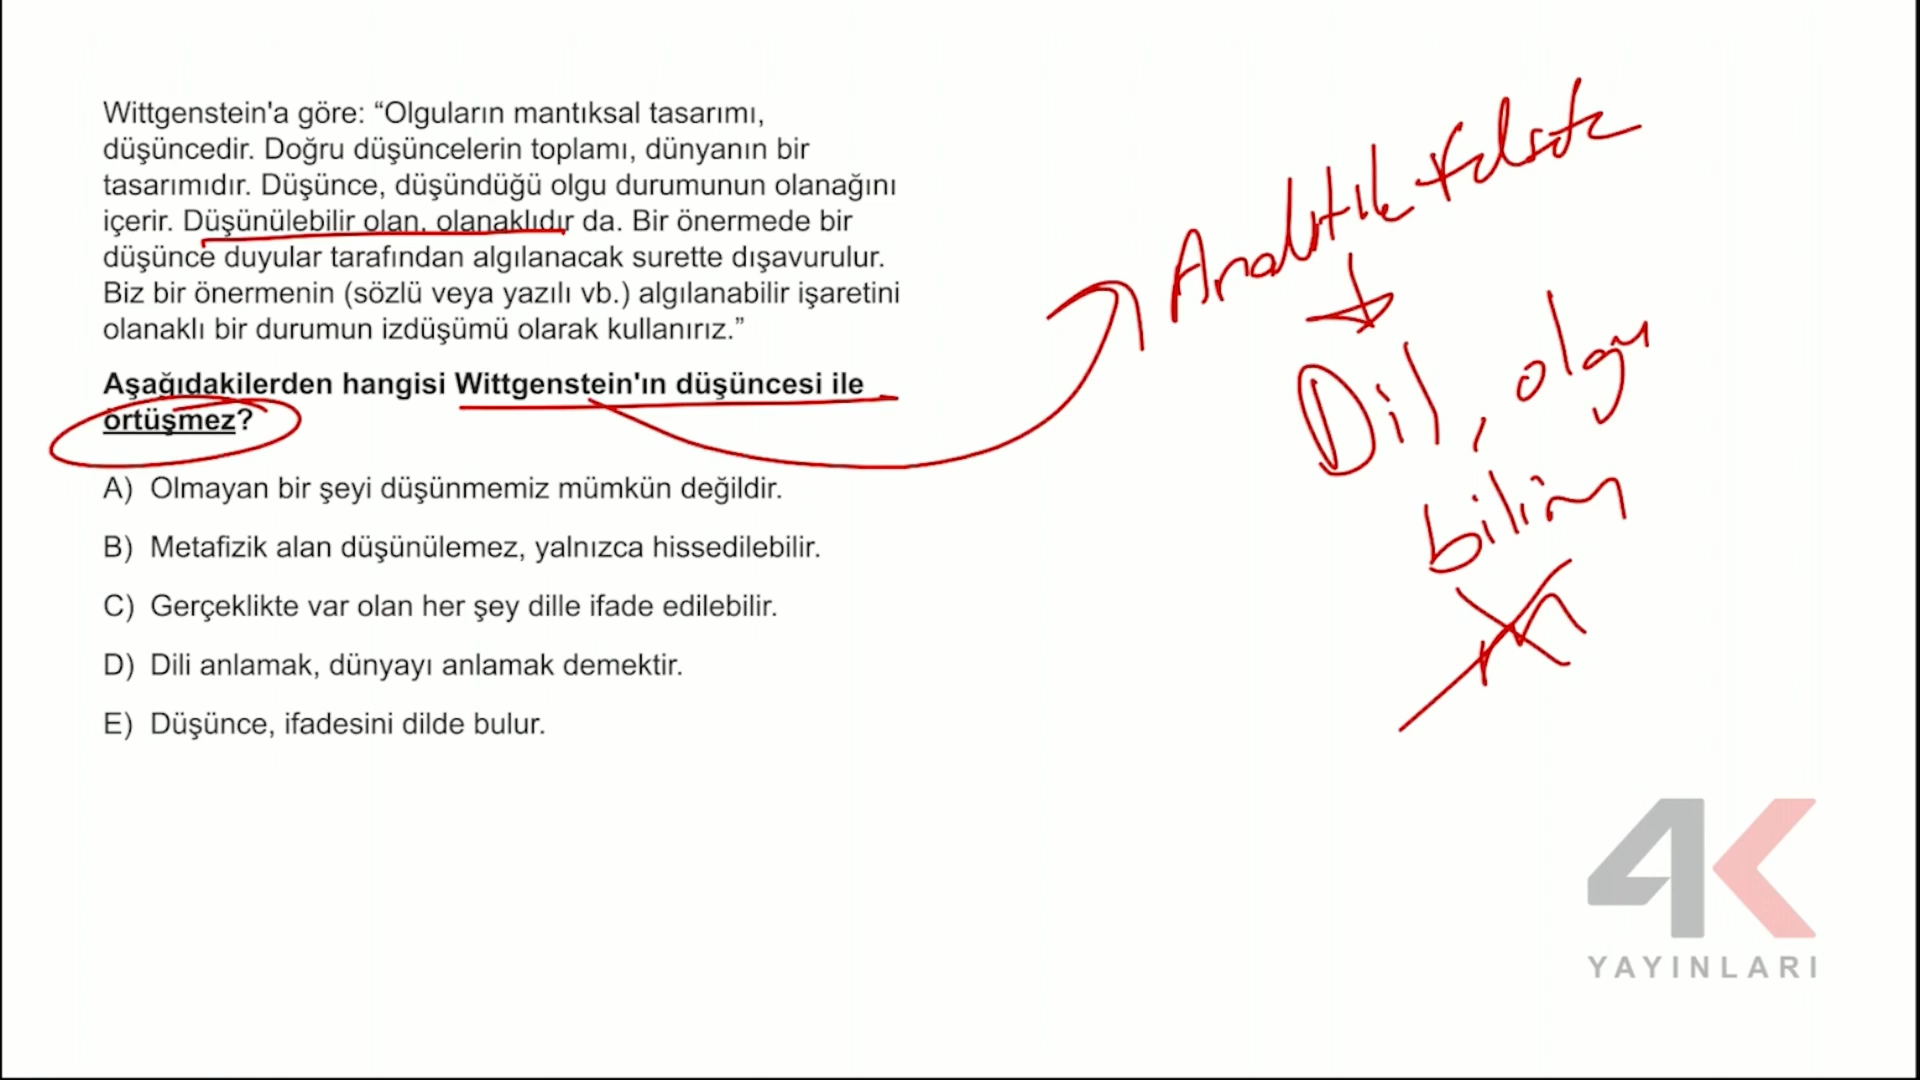 Wittgenstein'a göre: “Olguların mantıksal tasarımı,
düşüncedir. Doğru düşüncelerin toplamı, dünyanın bir
tasarımıdır. Düşünce, düşündüğü olgu durumunun olanağını
içerir. Düşünülebilir olan, olanaklıdır da. Bir önermede bir
düşünce duyular tarafından algılanacak surette dışavurulur.
Biz bir önermenin (sözlü veya yazılı vb.) algılanabilir işaretini
olanaklı bir durumun izdüşümü olarak kullanırız.”
Aşağıdakilerden hangisi Wittgenstein'ın düşüncesi ile
örtüşmez?
A) Olmayan bir şeyi düşünmemiz mümkün değildir.
B) Metafizik alan düşünülemez, yalnızca hissedilebilir.
C) Gerçeklikte var olan her şey dille ifade edilebilir.
D) Dili anlamak, dünyayı anlamak demektir.
E) Düşünce, ifadesini dilde bulur.
Analitik felsefe
Dil, olgu
bilim
4K
YAYINLARI